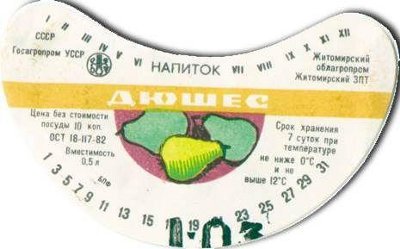 I II III IV V VI VII VIII IX X XI XII
СССР
Госагропром УССР
НАПИТОК
Житомирский
облагропром
Житомирский ЗПТ
ДЮШЕС
Цена без стоимости
посуды 10 коп.
ОСТ 18-117-82
Вместимость
0,5 л
Срок хранения
7 суток при
температуре
не ниже 0°С
и не
выше 12°С
1 3 5 7 9 11 13 15 17 19 21 23 25 27 29 31